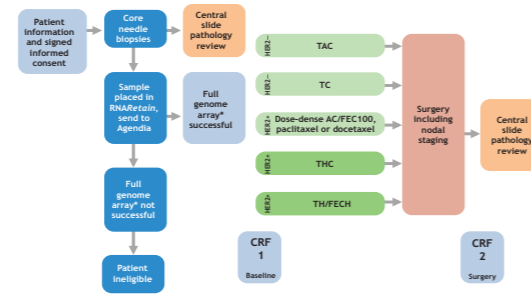 Patient
information
and signed
informed
consent
Core
needle
biopsies
Central
slide
pathology
review
Sample
placed in
RNARetain,
send to
Agendia
Full
genome
array*
successful
Full
genome
array* not
successful
Patient
ineligible
HER2-
TAC
HER2-
TC
HER2+
Dose-dense AC/FEC100,
paclitaxel or docetaxel
HER2+
THC
HER2+
TH/FECH
Surgery
including
nodal
staging
Central
slide
pathology
review
CRF
1
Baseline
CRF
2
Surgery